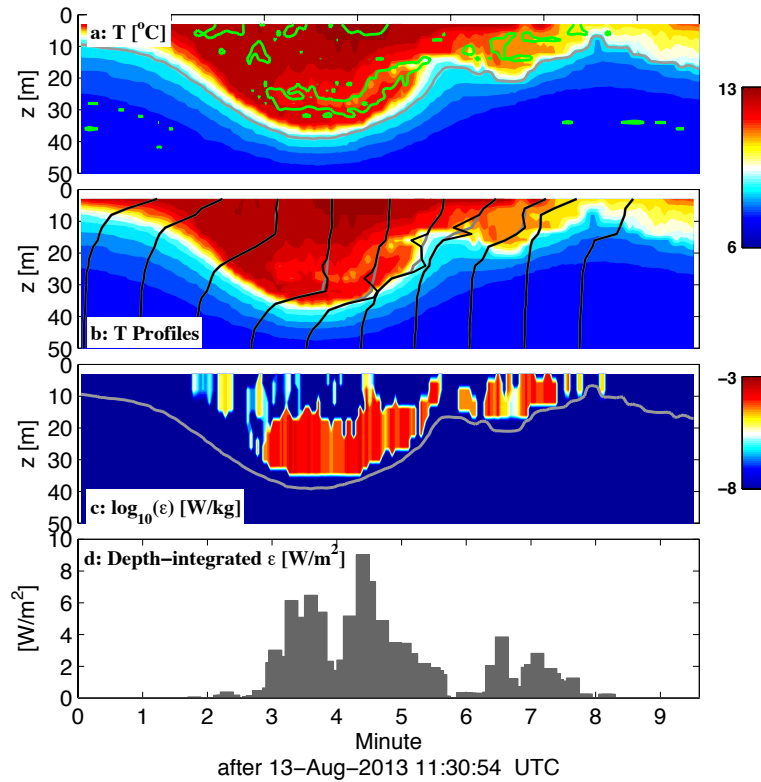 0
10
20
30
40
50
z [m]
a: T [°C]
13
6
0
10
20
30
40
50
z [m]
b: T Profiles
0
10
20
30
40
50
z [m]
c: log10(ε) [W/kg]
−3
−8
10
8
6
4
2
0
[W/m²]
d: Depth−integrated ε [W/m²]
0 1 2 3 4 5 6 7 8 9
Minute
after 13−Aug−2013 11:30:54 UTC